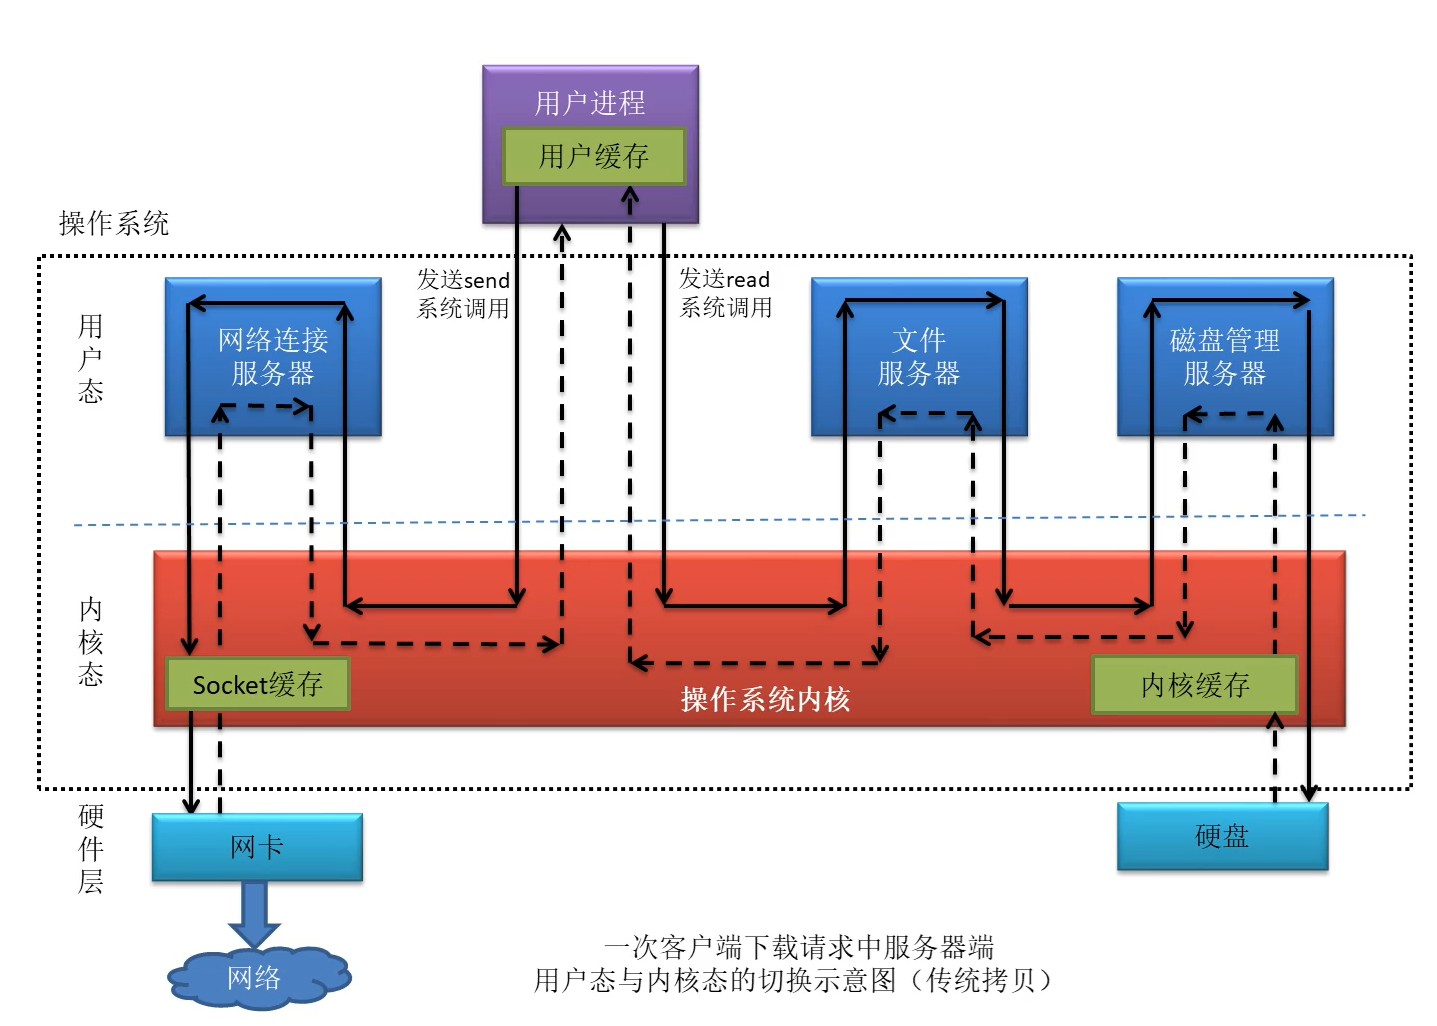 用户进程
用户缓存
操作系统
发送send
系统调用
发送read
系统调用
用
户
态
网络连接
服务器
文件
服务器
磁盘管理
服务器
内
核
态
Socket缓存
操作系统内核
内核缓存
硬
件
层
网卡
硬盘
网络
一次客户端下载请求中服务器端
用户态与内核态的切换示意图（传统拷贝）